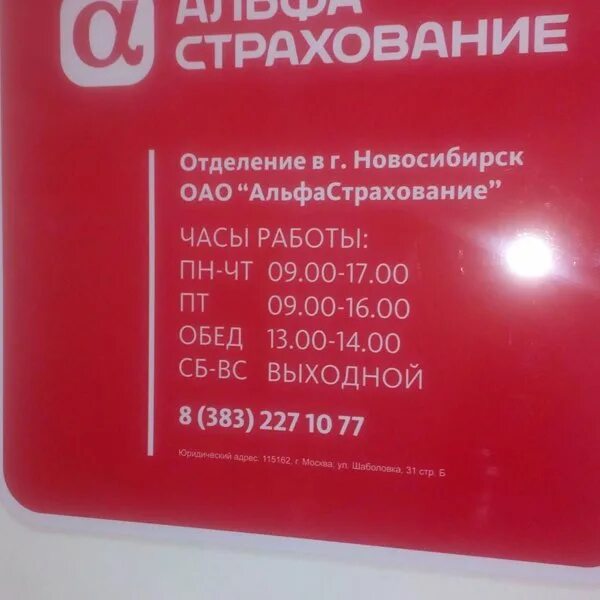 α АЛЬФА
СТРАХОВАНИЕ
Отделение в г. Новосибирск
ОАО "АльфаСтрахование"
ЧАСЫ РАБОТЫ:
ПН-ЧТ 09.00-17.00
ПТ 09.00-16.00
ОБЕД 13.00-14.00
СБ-ВС ВЫХОДНОЙ
8 (383) 227 10 77
Юридический адрес: 115162, г. Москва, ул. Шаболовка, 31 стр. Б